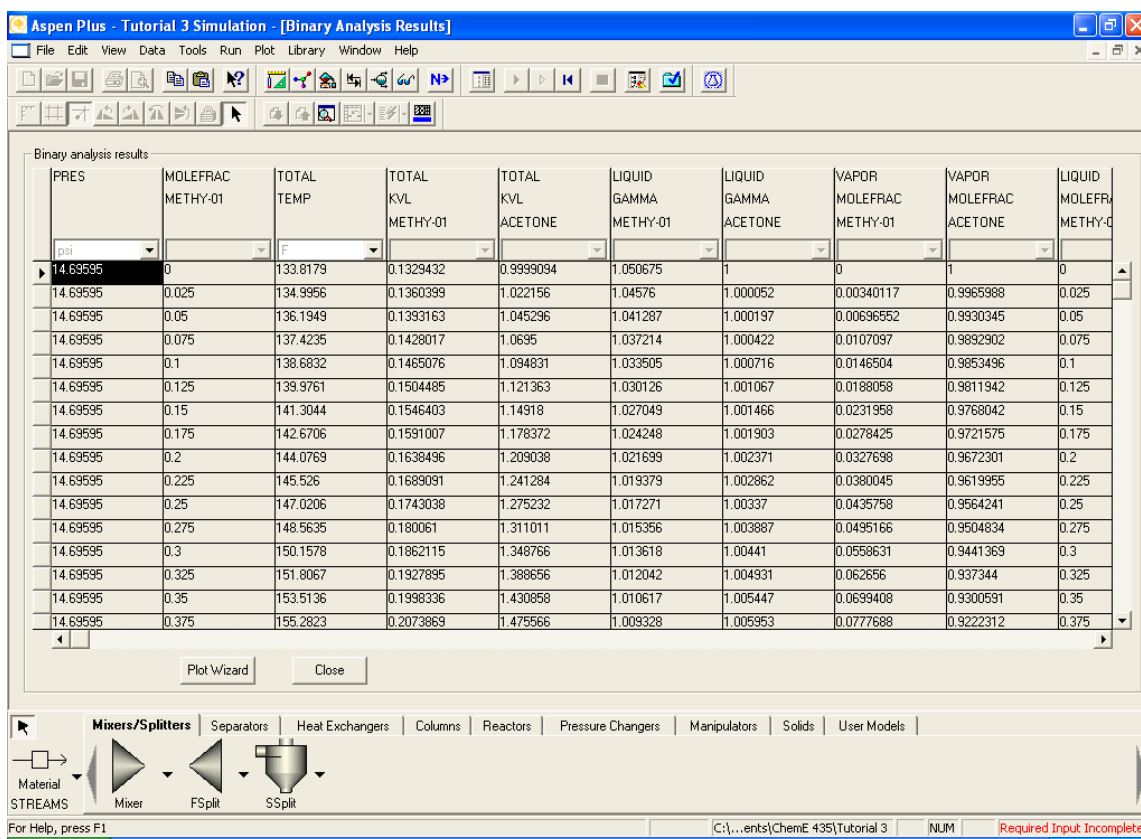 Aspen Plus - Tutorial 3 Simulation - [Binary Analysis Results]
File Edit View Data Tools Run Plot Library Window Help
N>
Binary analysis results
PRES MOLEFRAC TOTAL TOTAL TOTAL LIQUID LIQUID VAPOR VAPOR LIQUID
METHY-01 TEMP KVL KVL GAMMA GAMMA MOLEFRAC MOLEFRAC MOLEFR
METHY-01 ACETONE METHY-01 ACETONE METHY-01 ACETONE METHY-0
psi F
14.69595 0 133.8179 0.1329432 0.9999094 1.050675 1 0 1 0
14.69595 0.025 134.9956 0.1360399 1.022156 1.04576 1.000052 0.00340117 0.9965988 0.025
14.69595 0.05 136.1949 0.1393163 1.045296 1.041287 1.000197 0.00696552 0.9930345 0.05
14.69595 0.075 137.4235 0.1428017 1.0695 1.037214 1.000422 0.0107097 0.9892902 0.075
14.69595 0.1 138.6832 0.1465076 1.094831 1.033505 1.000716 0.0146504 0.9853496 0.1
14.69595 0.125 139.9761 0.1504485 1.121363 1.030126 1.001067 0.0188058 0.9811942 0.125
14.69595 0.15 141.3044 0.1546403 1.14918 1.027049 1.001466 0.0231958 0.9768042 0.15
14.69595 0.175 142.6706 0.1591007 1.178372 1.024248 1.001903 0.0278425 0.9721575 0.175
14.69595 0.2 144.0769 0.1638496 1.209038 1.021699 1.002371 0.0327698 0.9672301 0.2
14.69595 0.225 145.526 0.1689091 1.241284 1.019379 1.002862 0.0380045 0.9619955 0.225
14.69595 0.25 147.0206 0.1743038 1.275232 1.017271 1.00337 0.0435758 0.9564241 0.25
14.69595 0.275 148.5635 0.180061 1.311011 1.015356 1.003887 0.0495166 0.9504834 0.275
14.69595 0.3 150.1578 0.1862115 1.348766 1.013618 1.00441 0.0558631 0.9441369 0.3
14.69595 0.325 151.8067 0.1927895 1.388656 1.012042 1.004931 0.062656 0.937344 0.325
14.69595 0.35 153.5136 0.1998336 1.430858 1.010617 1.005447 0.0699408 0.9300591 0.35
14.69595 0.375 155.2823 0.2073869 1.475566 1.009328 1.005953 0.0777688 0.9222312 0.375
Plot Wizard Close
Mixers/Splitters Separators Heat Exchangers Columns Reactors Pressure Changers Manipulators Solids User Models
Material
STREAMS Mixer FSplit SSplit
For Help, press F1 C:\...ents\ChemE 435\Tutorial 3 NUM Required Input Incomplete